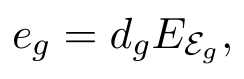 $e_g = d_g E_{\mathcal{E}_g},$